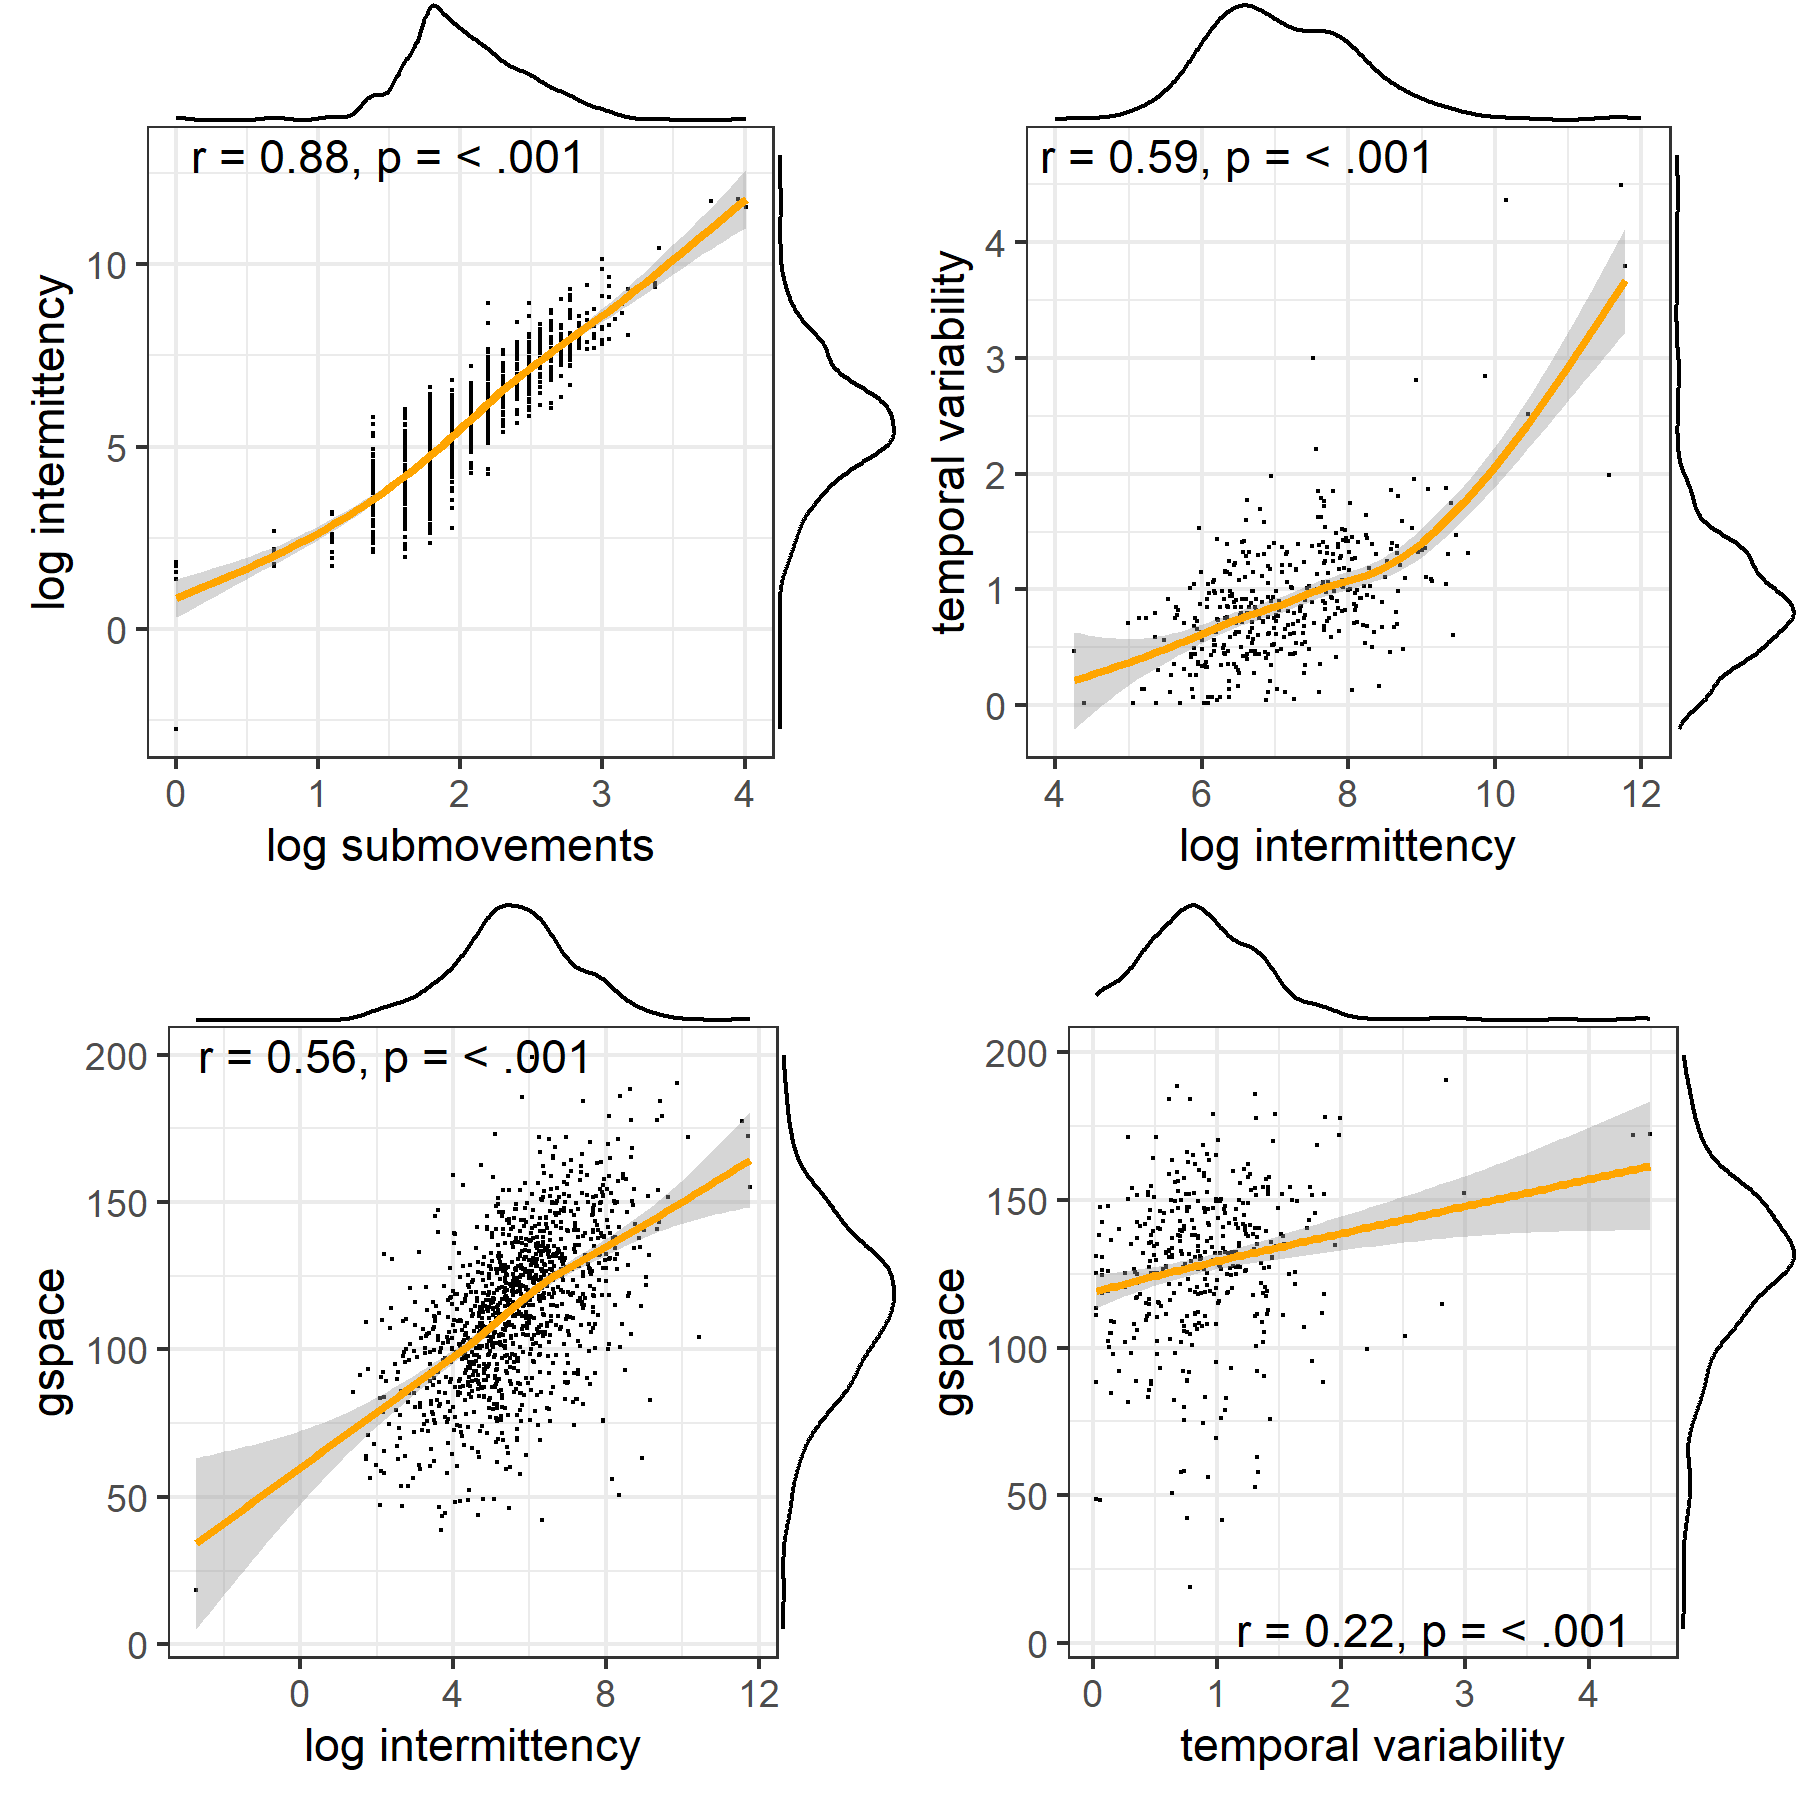 r = 0.88, p = < .001
log intermittency
10
5
0
0 1 2 3 4
log submovements
r = 0.59, p = < .001
temporal variability
4
3
2
1
0
4 6 8 10 12
log intermittency
r = 0.56, p = < .001
gspace
200
150
100
50
0
0 4 8 12
log intermittency
gspace
200
150
100
50
0
r = 0.22, p = < .001
0 1 2 3 4
temporal variability